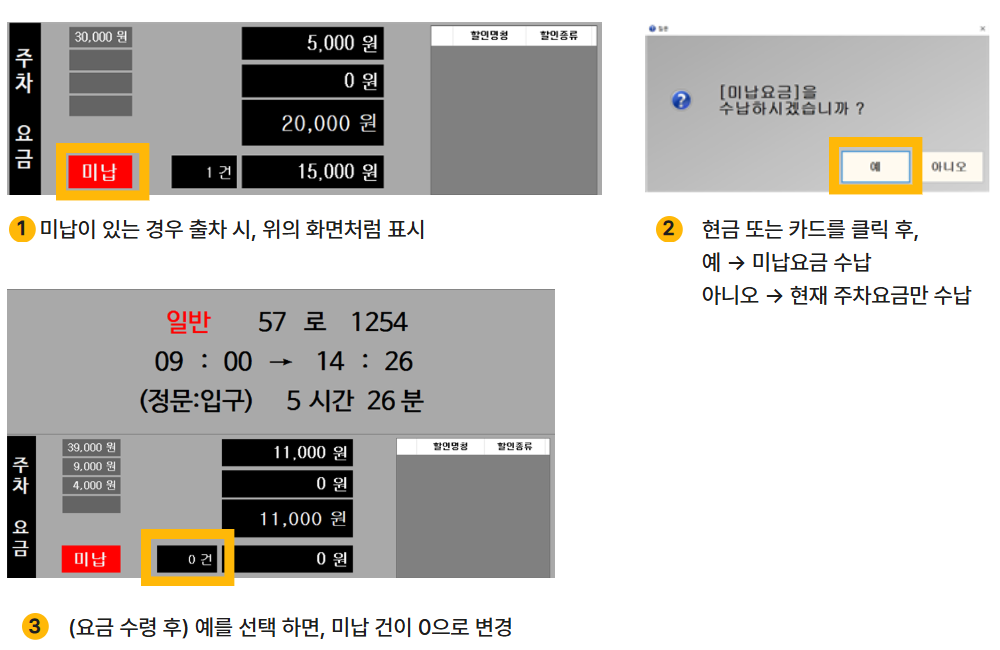 주차 요금
30,000 원
5,000 원
0 원
20,000 원
미납
1 건
15,000 원
할인명칭 할인종류
1 미납이 있는 경우 출차 시, 위의 화면처럼 표시
질문
[미납요금]을
수납하시겠습니까 ?
예
아니오
2 현금 또는 카드를 클릭 후,
예 → 미납요금 수납
아니오 → 현재 주차요금만 수납
일반 57 로 1254
09 : 00 → 14 : 26
(정문:입구) 5 시간 26 분
주차 요금
39,000 원
9,000 원
4,000 원
11,000 원
0 원
11,000 원
미납
0 건
0 원
할인명칭 할인종류
3 (요금 수령 후) 예를 선택 하면, 미납 건이 0으로 변경